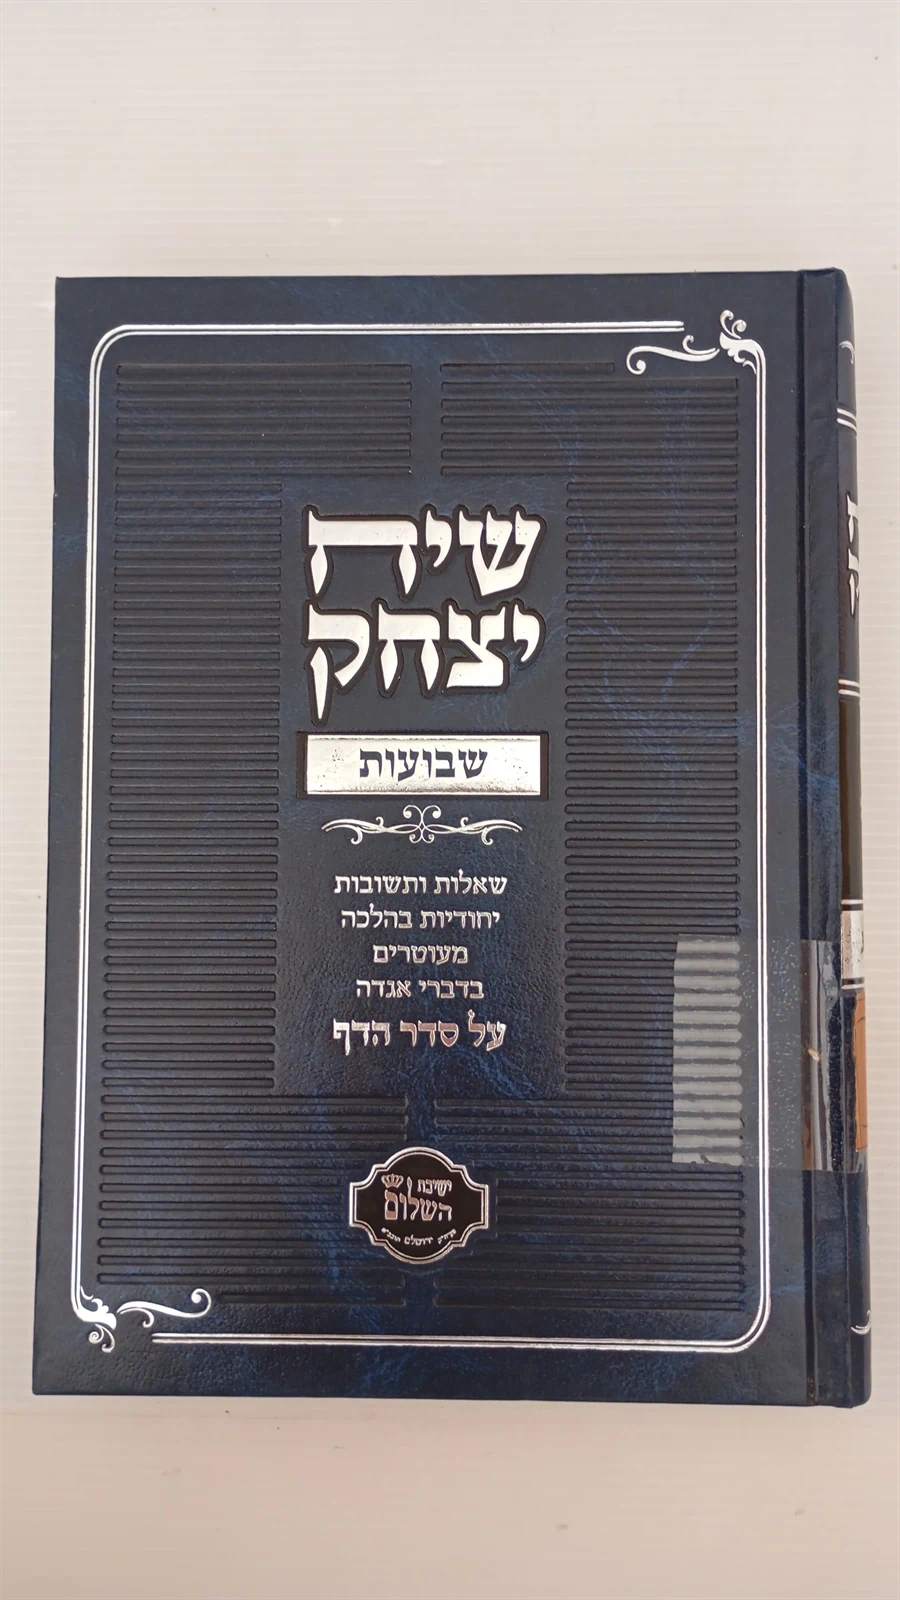 שיח
יצחק
שבועות
שאלות ותשובות
יחודיות בהלכה
מעוטרים
בדברי אגדה
על סדר הדף
ישיבת
השלום